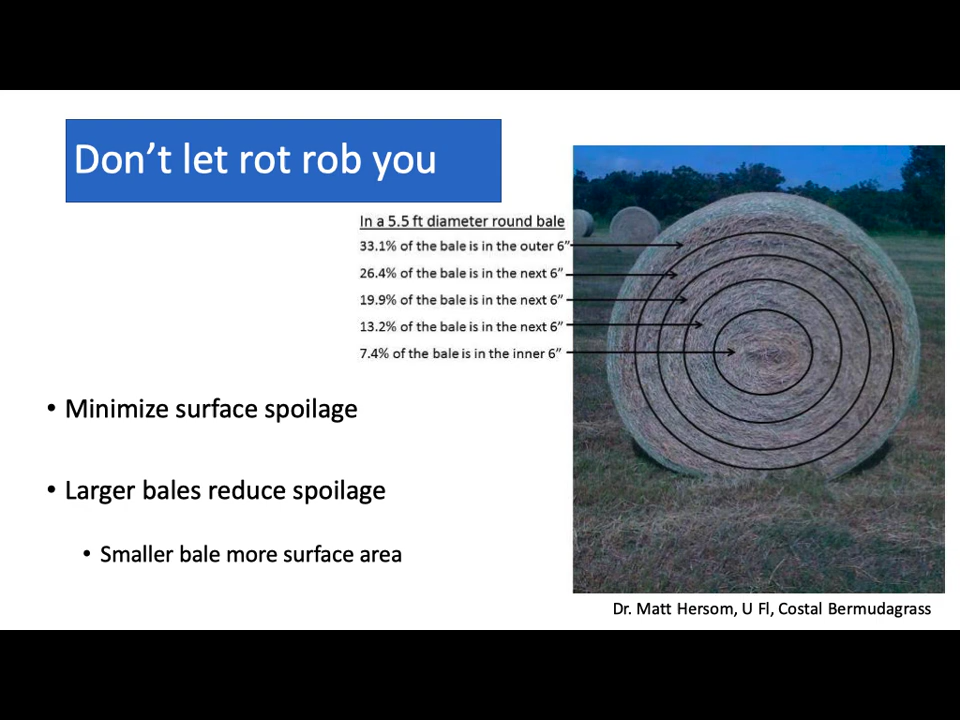 Don’t let rot rob you
In a 5.5 ft diameter round bale
33.1% of the bale is in the outer 6”
26.4% of the bale is in the next 6”
19.9% of the bale is in the next 6”
13.2% of the bale is in the next 6”
7.4% of the bale is in the inner 6”
• Minimize surface spoilage
• Larger bales reduce spoilage
• Smaller bale more surface area
Dr. Matt Hersom, U Fl, Costal Bermudagrass